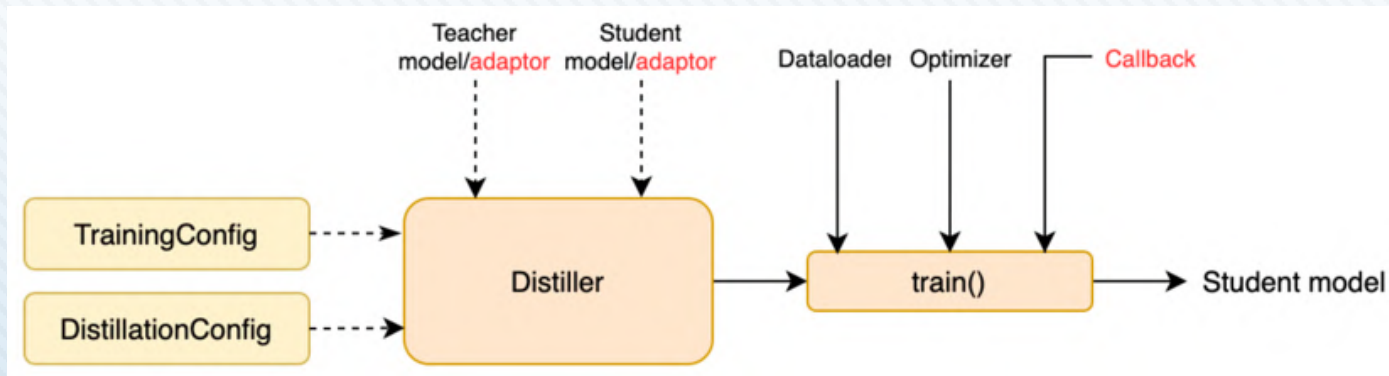 Teacher
model/adaptor
Student
model/adaptor
Dataloader
Optimizer
Callback
TrainingConfig
DistillationConfig
Distiller
train()
Student model